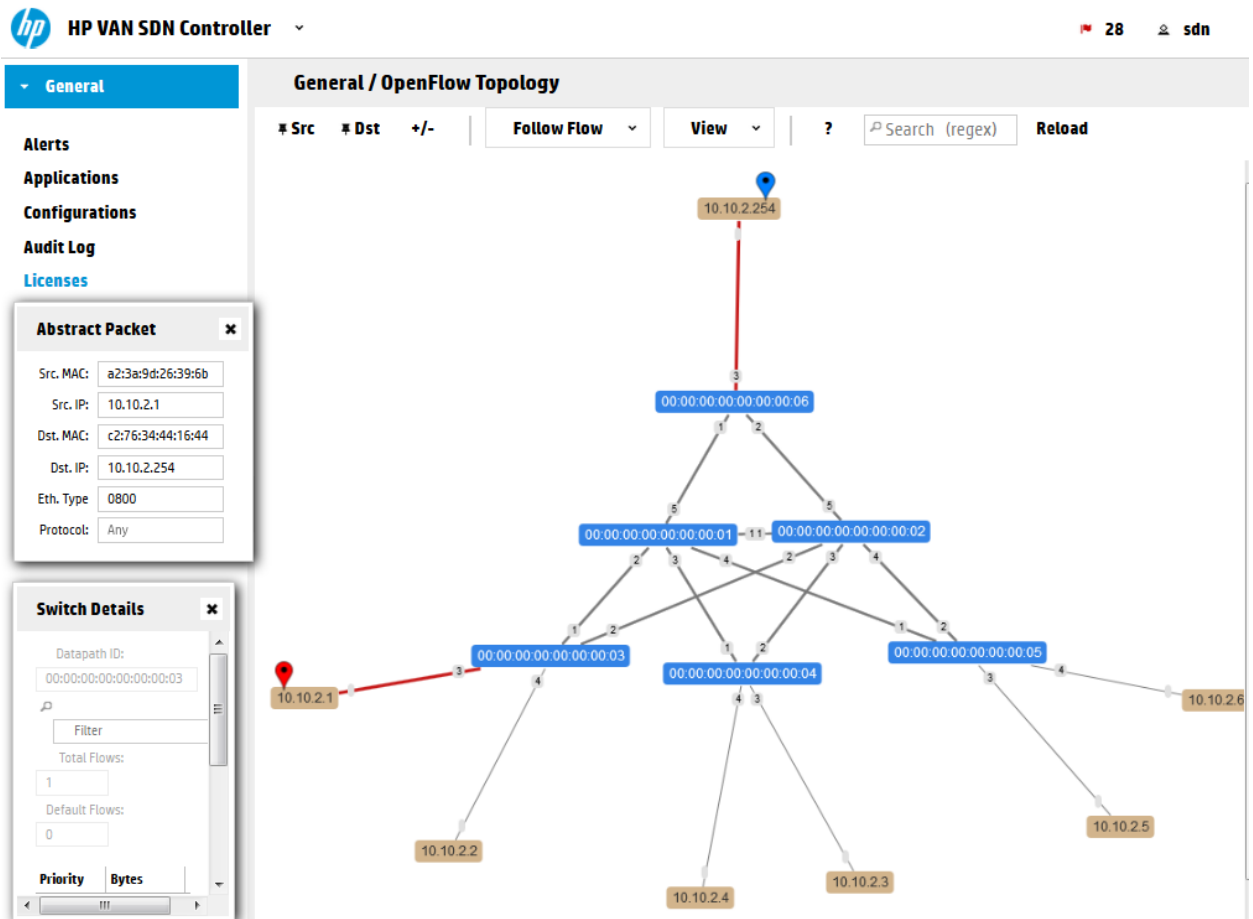 hp HP VAN SDN Controller 28 sdn
General
General / OpenFlow Topology
Src Dst +/- Follow Flow View ? Search (regex) Reload
Alerts
Applications
Configurations
Audit Log
Licenses
Abstract Packet
Src. MAC: a2:3a:9d:26:39:6b
Src. IP: 10.10.2.1
Dst. MAC: c2:76:34:44:16:44
Dst. IP: 10.10.2.254
Eth. Type 0800
Protocol: Any
Switch Details
Datapath ID:
00:00:00:00:00:00:00:03
Filter
Total Flows:
1
Default Flows:
0
Priority Bytes
10.10.2.254
3
00:00:00:00:00:00:00:06
1 2
5 5
00:00:00:00:00:00:00:01 11 00:00:00:00:00:00:00:02
2 3 4 2 3 4
1 2 1 2 1 2
00:00:00:00:00:00:00:03 00:00:00:00:00:00:00:04 00:00:00:00:00:00:00:05
3 4 4 3 3 4
10.10.2.1
10.10.2.6
10.10.2.5
10.10.2.2
10.10.2.3
10.10.2.4